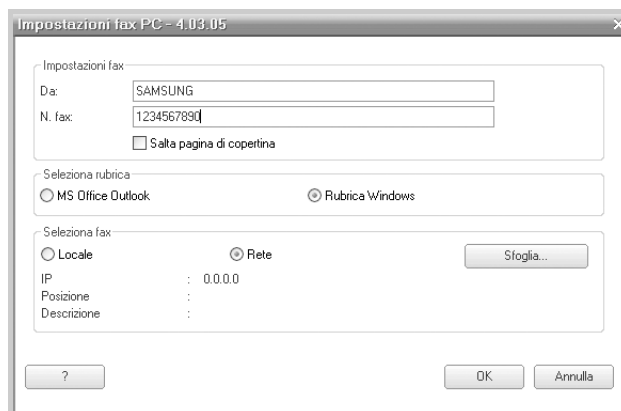 Impostazioni fax PC - 4.03.05
Impostazioni fax
Da: SAMSUNG
N. fax: 1234567890
Salta pagina di copertina
Seleziona rubrica
MS Office Outlook Rubrica Windows
Seleziona fax
Locale Rete Sfoglia...
IP : 0.0.0.0
Posizione :
Descrizione :
? OK Annulla